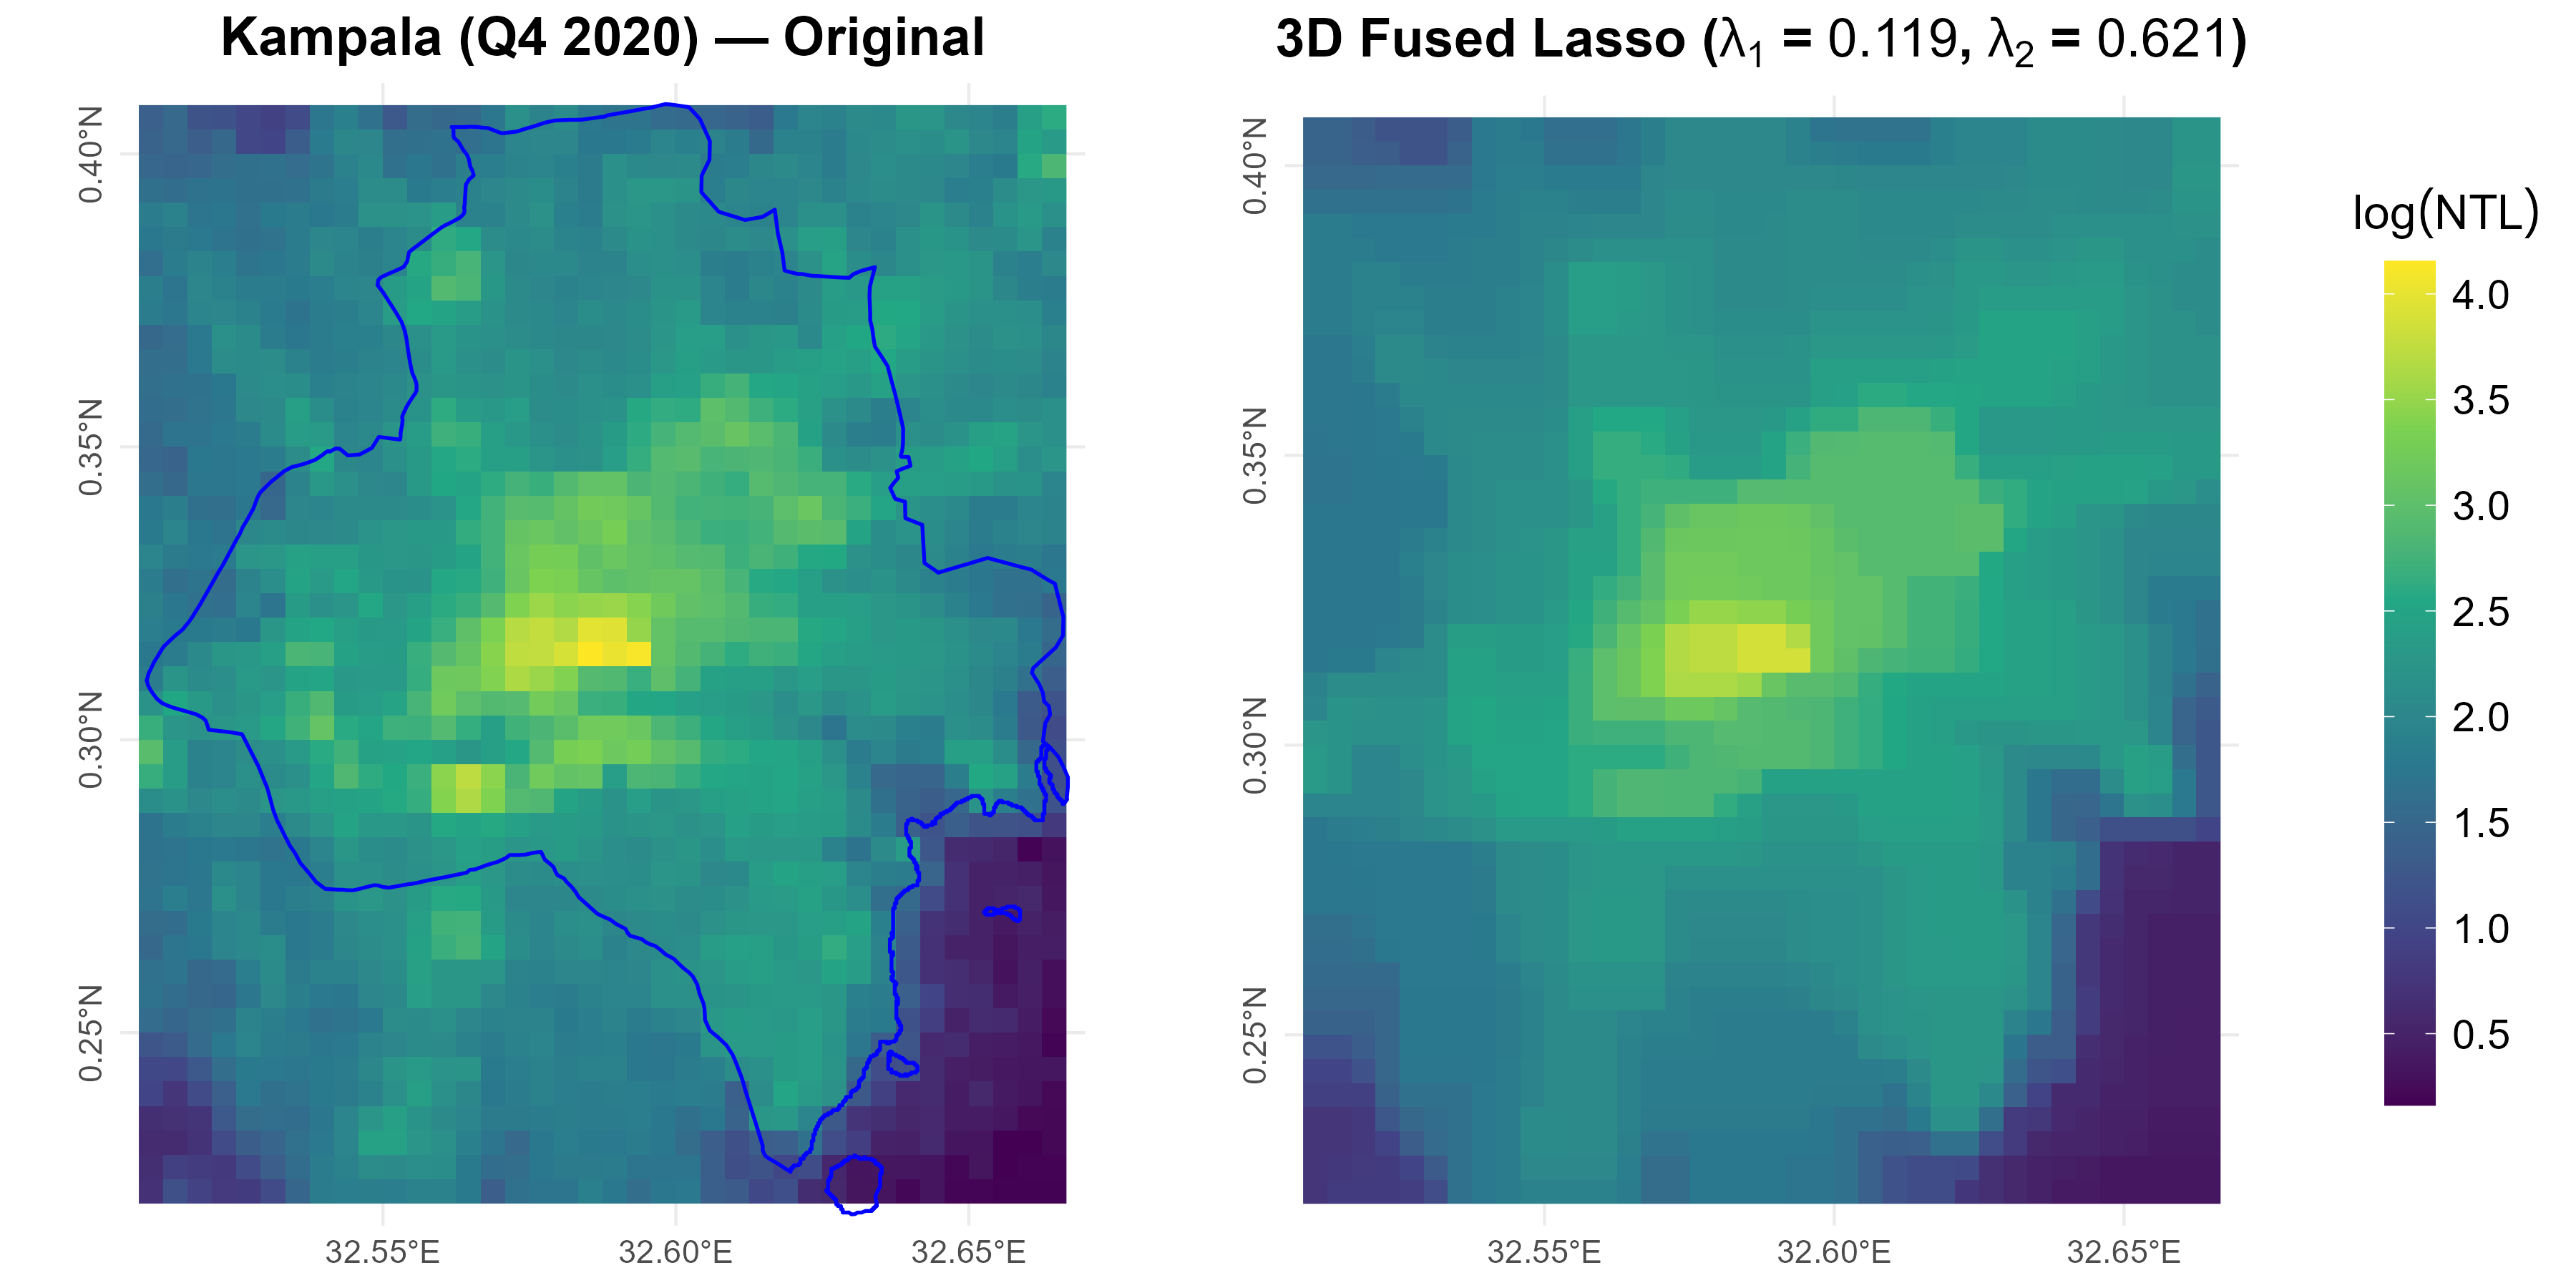 Kampala (Q4 2020) — Original
0.40°N
0.35°N
0.30°N
0.25°N
32.55°E
32.60°E
32.65°E
3D Fused Lasso (λ₁ = 0.119, λ₂ = 0.621)
0.40°N
0.35°N
0.30°N
0.25°N
32.55°E
32.60°E
32.65°E
log(NTL)
4.0
3.5
3.0
2.5
2.0
1.5
1.0
0.5